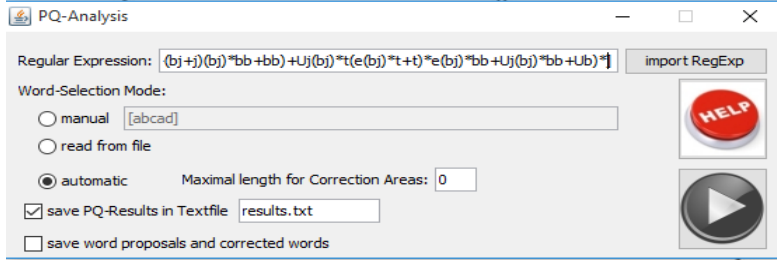 PQ-Analysis
Regular Expression: (bj+j)(bj)*bb+bb)+Uj(bj)*t(e(bj)*t+t)*e(bj)*bb+Uj(bj)*bb+Ub)*] import RegExp
Word-Selection Mode:
manual [abcad]
HELP
read from file
automatic Maximal length for Correction Areas: 0
save PQ-Results in Textfile results.txt
save word proposals and corrected words